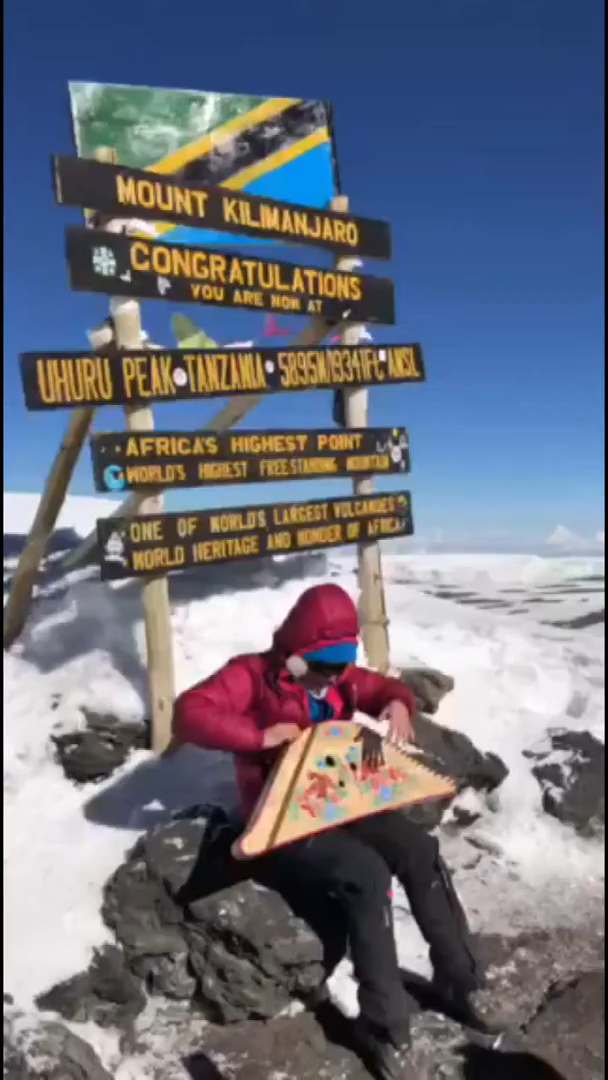 MOUNT KILIMANJARO
CONGRATULATIONS
YOU ARE NOW AT
UHURU PEAK TANZANIA 5895M/19341Ft AMSL
AFRICA'S HIGHEST POINT
WORLD'S HIGHEST FREE STANDING MOUNTAIN
ONE OF WORLD'S LARGEST VOLCANOES
WORLD HERITAGE AND WONDER OF AFRICA